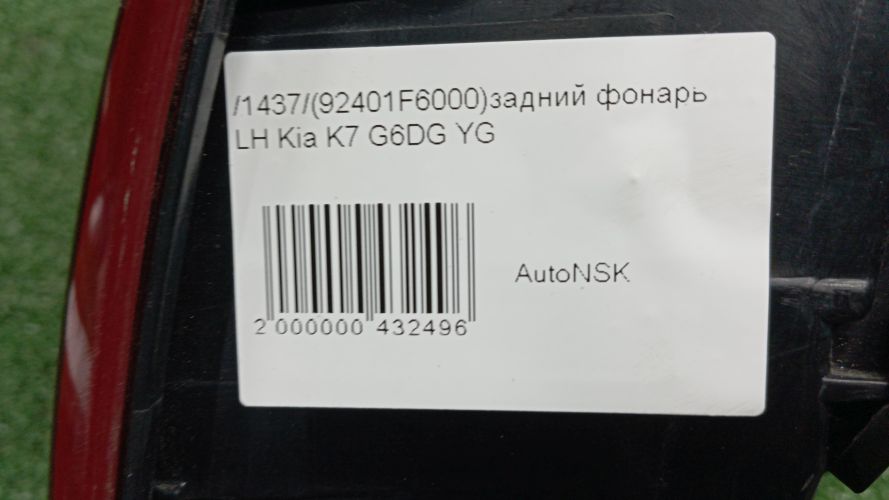 /1437/(92401F6000)задний фонарь
LH Kia K7 G6DG YG
AutoNSK
2 000000 432496